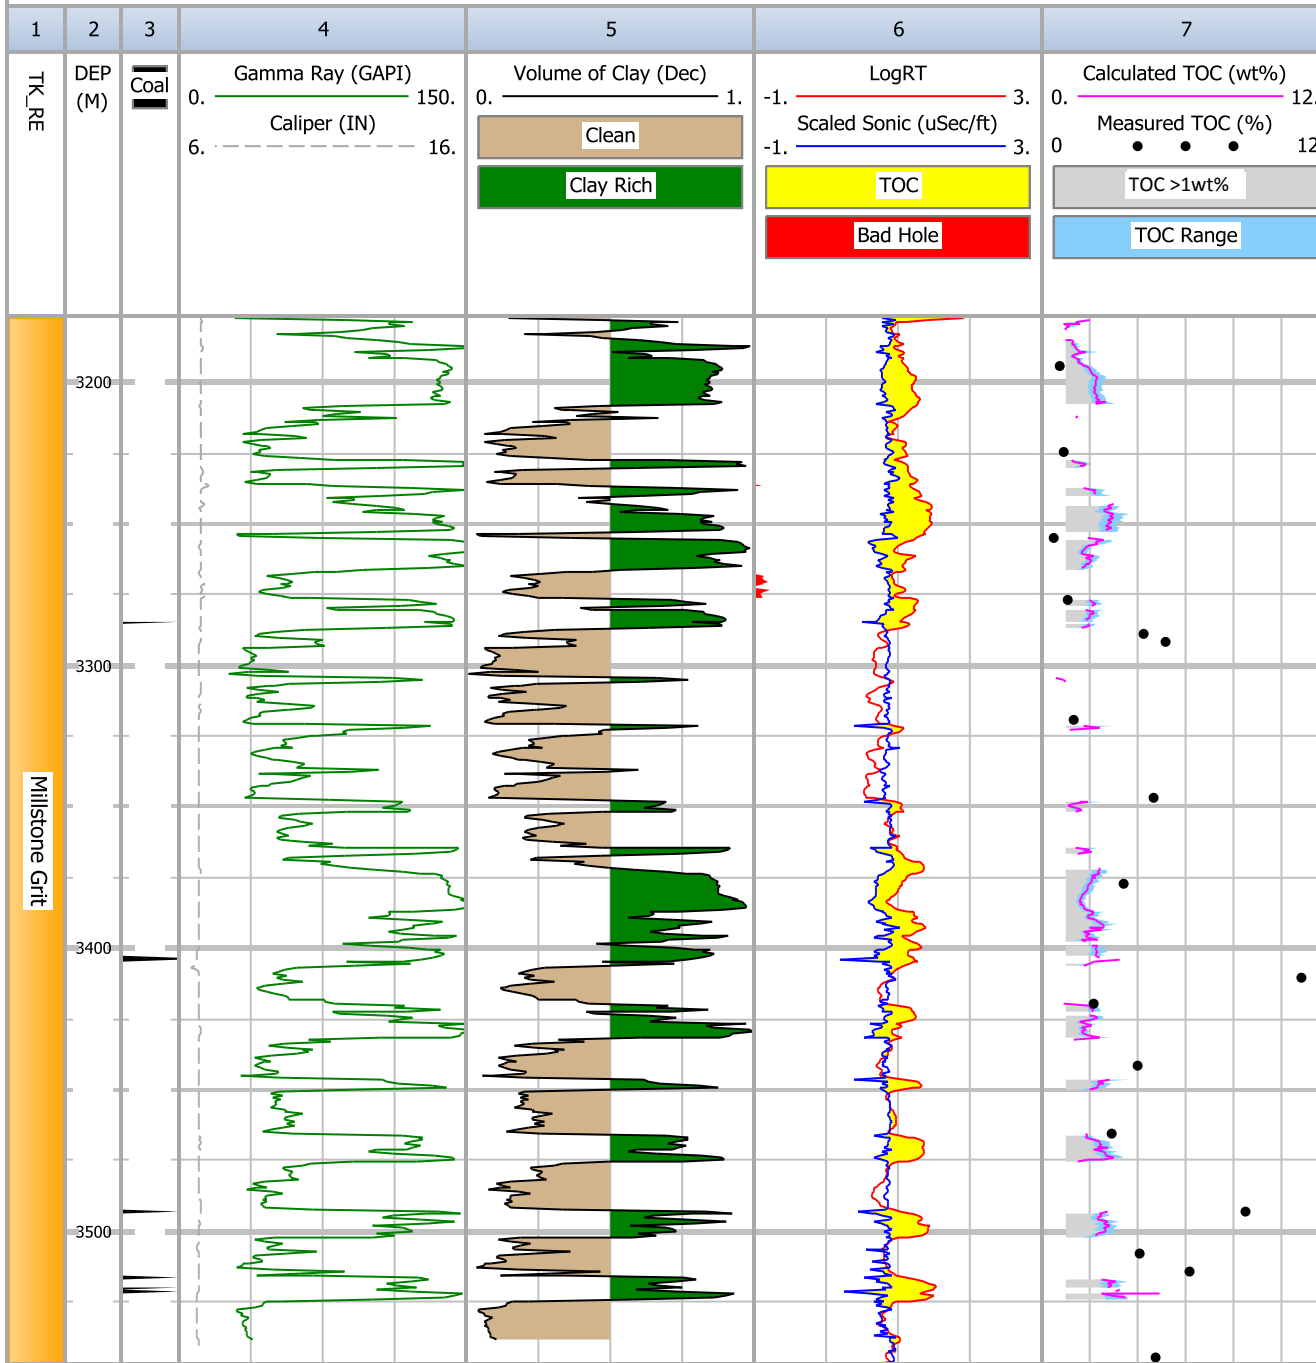 1 2 3 4 5 6 7
TK_RE
DEP
(M)
Coal
Gamma Ray (GAPI)
0. 150.
Caliper (IN)
6. 16.
Volume of Clay (Dec)
0. 1.
Clean
Clay Rich
LogRT
-1. 3.
Scaled Sonic (uSec/ft)
-1. 3.
TOC
Bad Hole
Calculated TOC (wt%)
0. 12.
Measured TOC (%)
0 12
TOC >1wt%
TOC Range
Millstone Grit
3200
3300
3400
3500